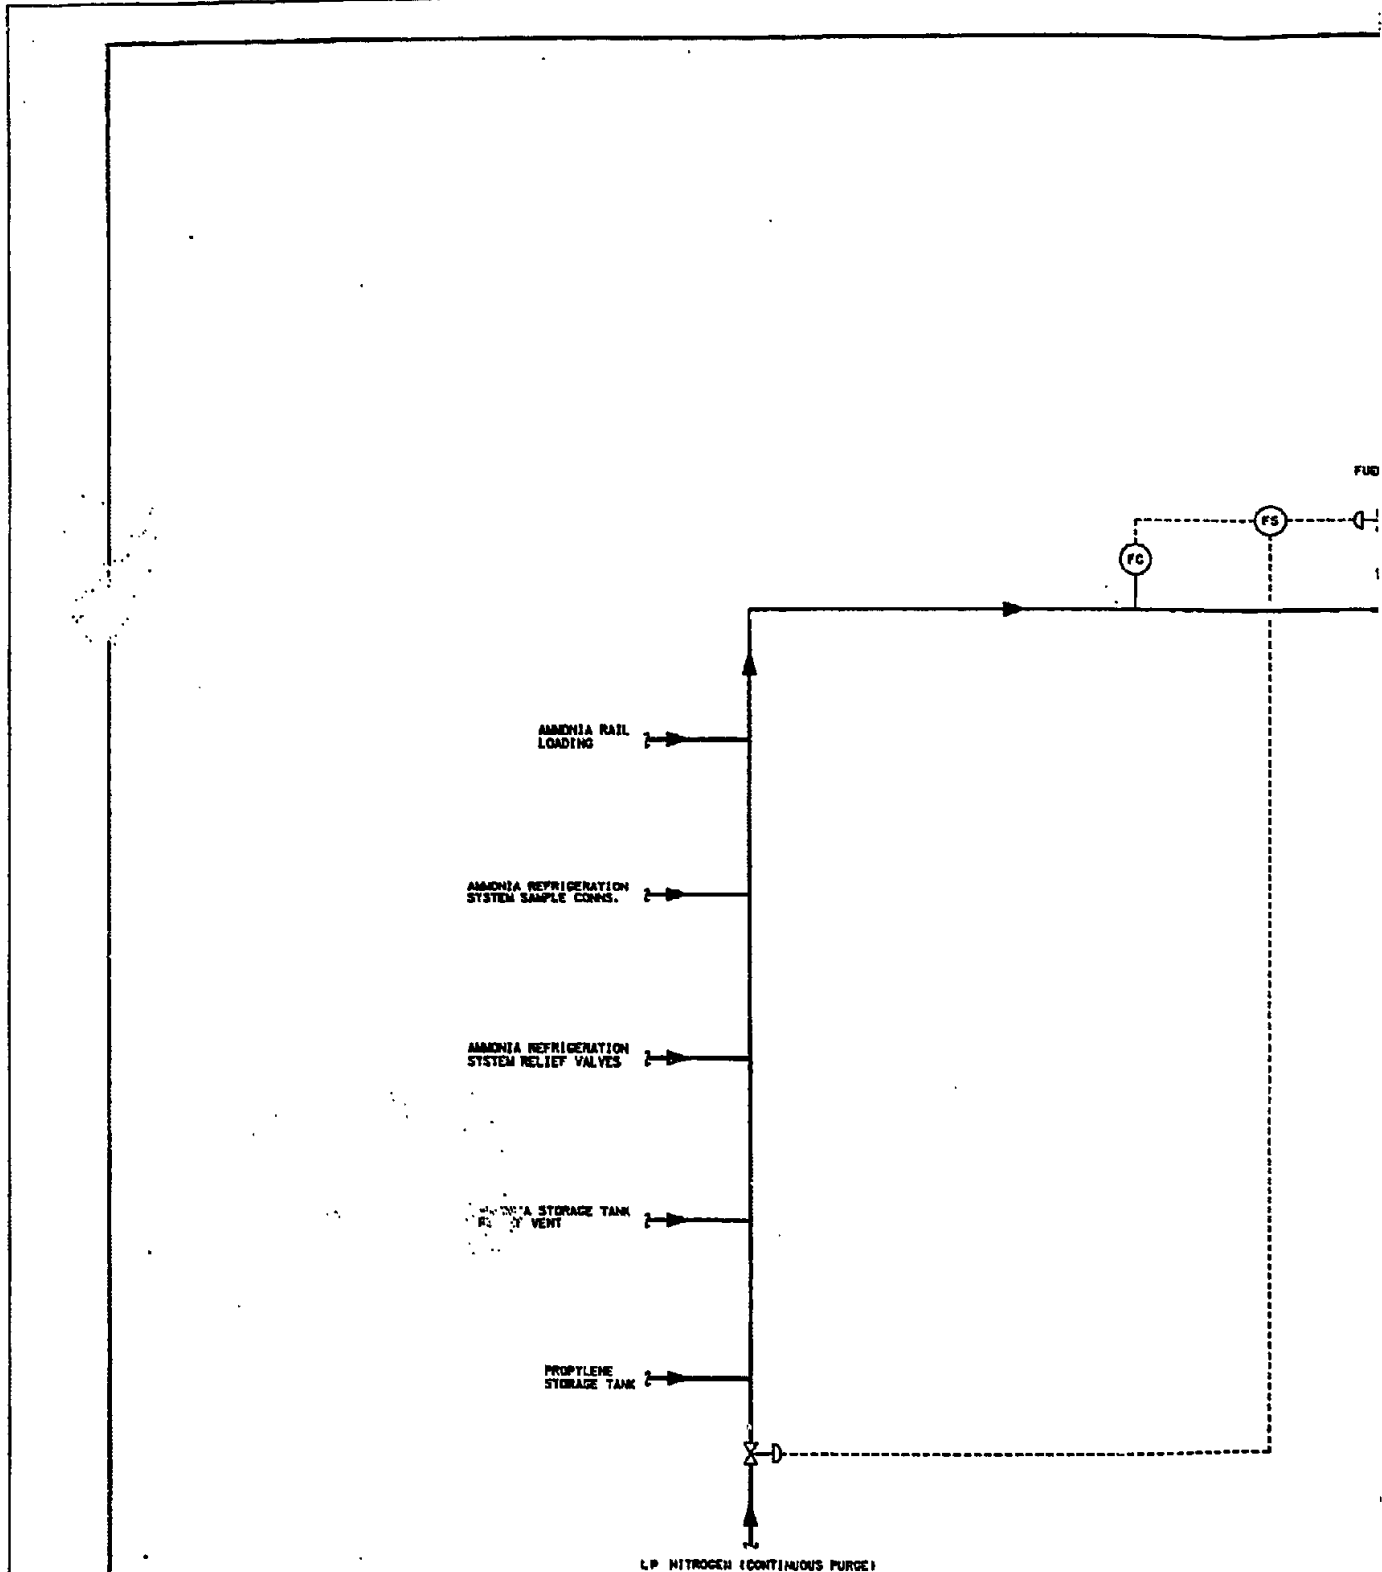 FS
FC
AMMONIA RAIL
LOADING
AMMONIA REFRIGERATION
SYSTEM SAMPLE CONNS.
AMMONIA REFRIGERATION
SYSTEM RELIEF VALVES
STORAGE TANK
VENT
PROPYLENE
STORAGE TANK
LP NITROGEN (CONTINUOUS PURGE)